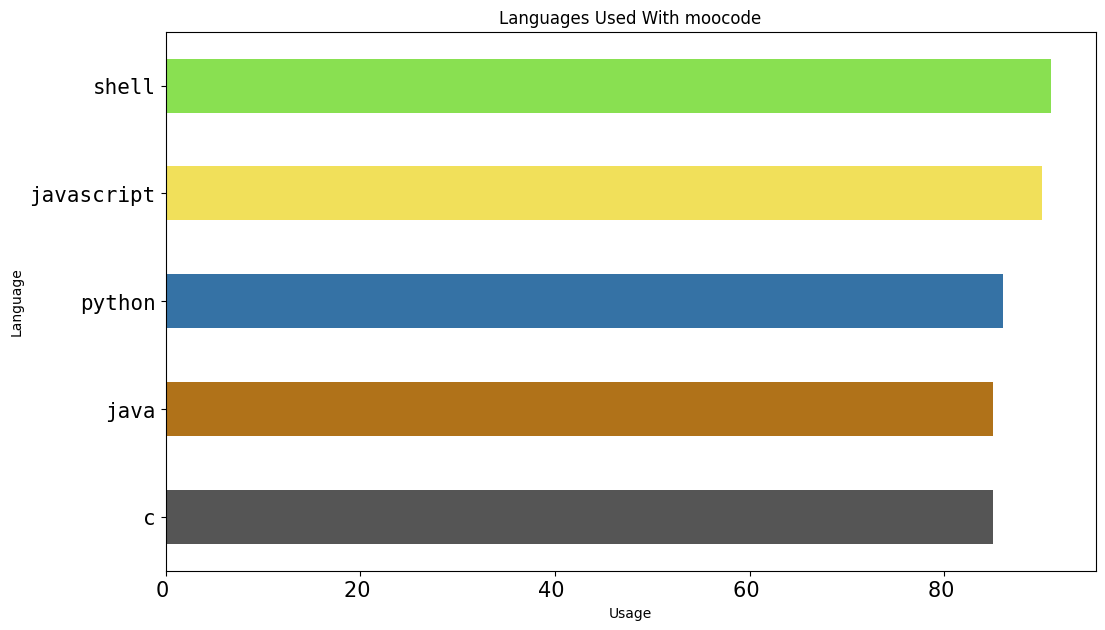 Languages Used With moocode
shell
javascript
python
java
c
Language
0 20 40 60 80
Usage